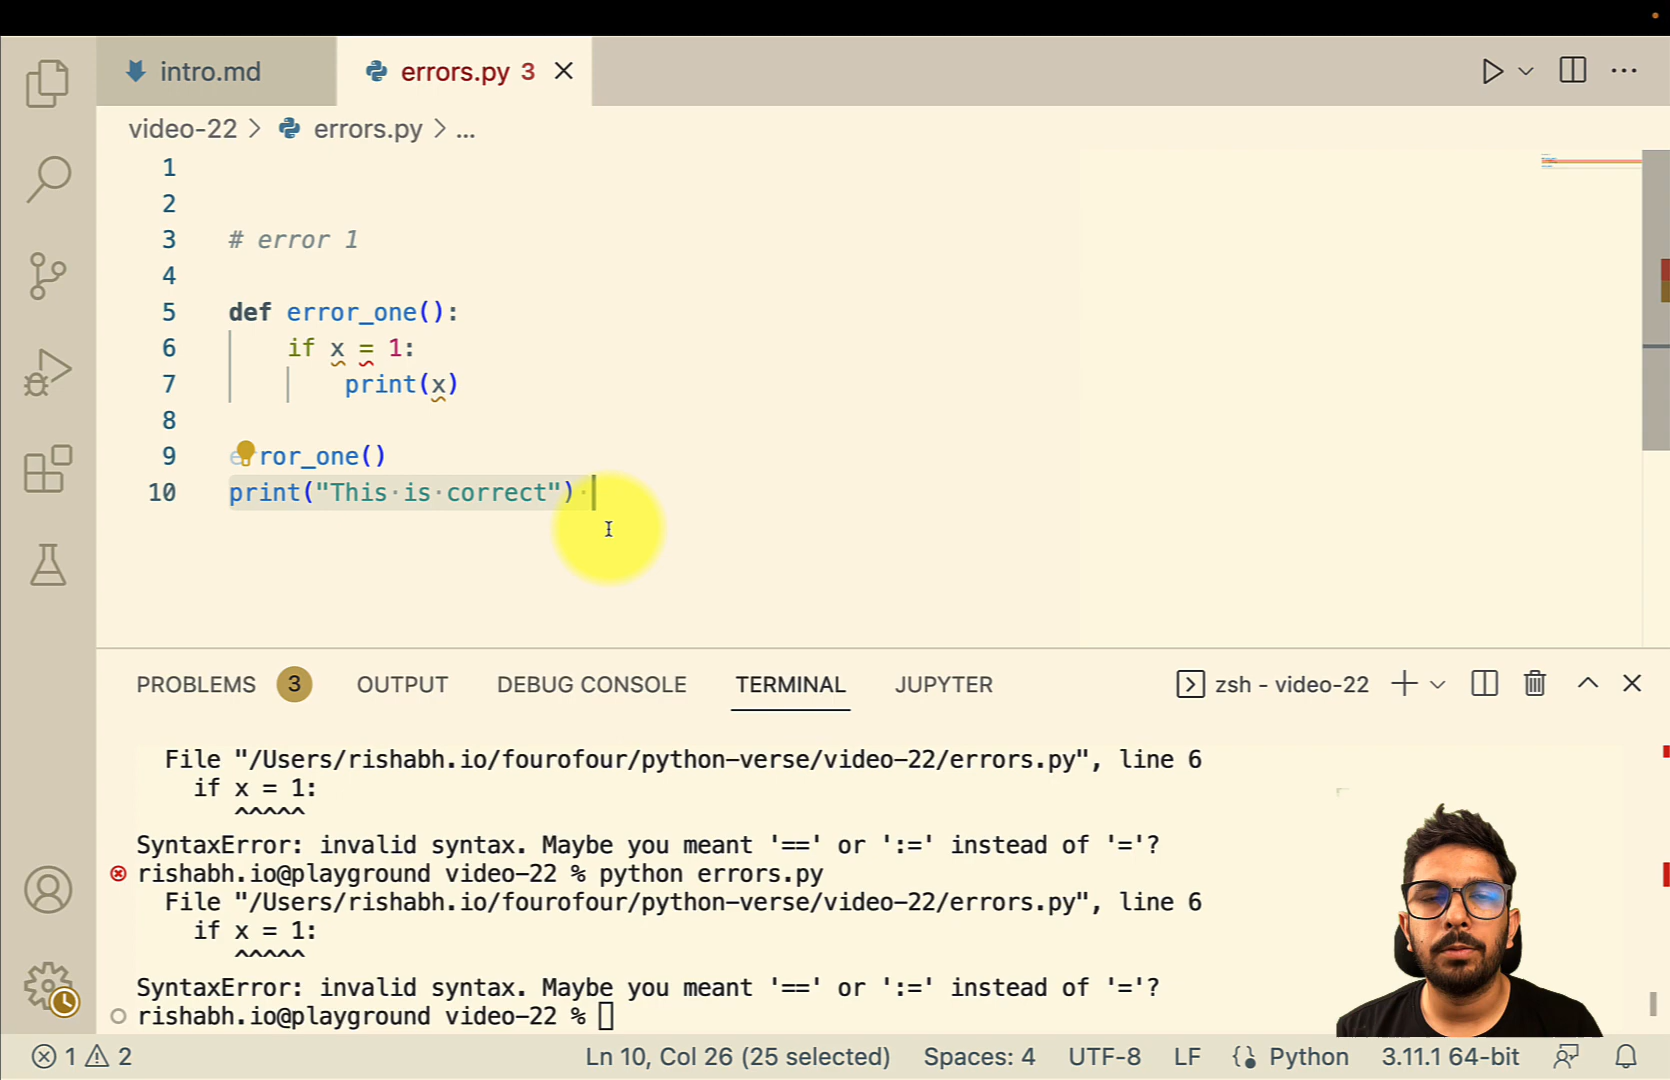 intro.md
errors.py 3
video-22 > errors.py > ...
1
2
3 # error 1
4
5 def error_one():
6 if x = 1:
7 print(x)
8
9 error_one()
10 print("This·is·correct")·
PROBLEMS 3 OUTPUT DEBUG CONSOLE TERMINAL JUPYTER zsh - video-22
File "/Users/rishabh.io/fourofour/python-verse/video-22/errors.py", line 6
if x = 1:
^^^^^
SyntaxError: invalid syntax. Maybe you meant '==' or ':=' instead of '='?
rishabh.io@playground video-22 % python errors.py
File "/Users/rishabh.io/fourofour/python-verse/video-22/errors.py", line 6
if x = 1:
^^^^^
SyntaxError: invalid syntax. Maybe you meant '==' or ':=' instead of '='?
rishabh.io@playground video-22 %
1 2 Ln 10, Col 26 (25 selected) Spaces: 4 UTF-8 LF Python 3.11.1 64-bit